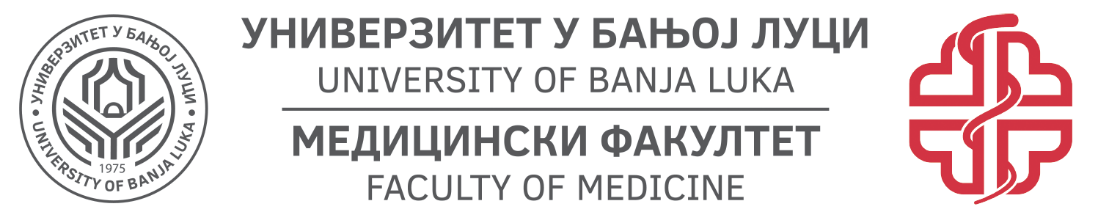 УНИВЕРЗИТЕТ У БАЊОЈ ЛУЦИ
UNIVERSITY OF BANJA LUKA
1975
УНИВЕРЗИТЕТ У БАЊОЈ ЛУЦИ
UNIVERSITY OF BANJA LUKA
МЕДИЦИНСКИ ФАКУЛТЕТ
FACULTY OF MEDICINE